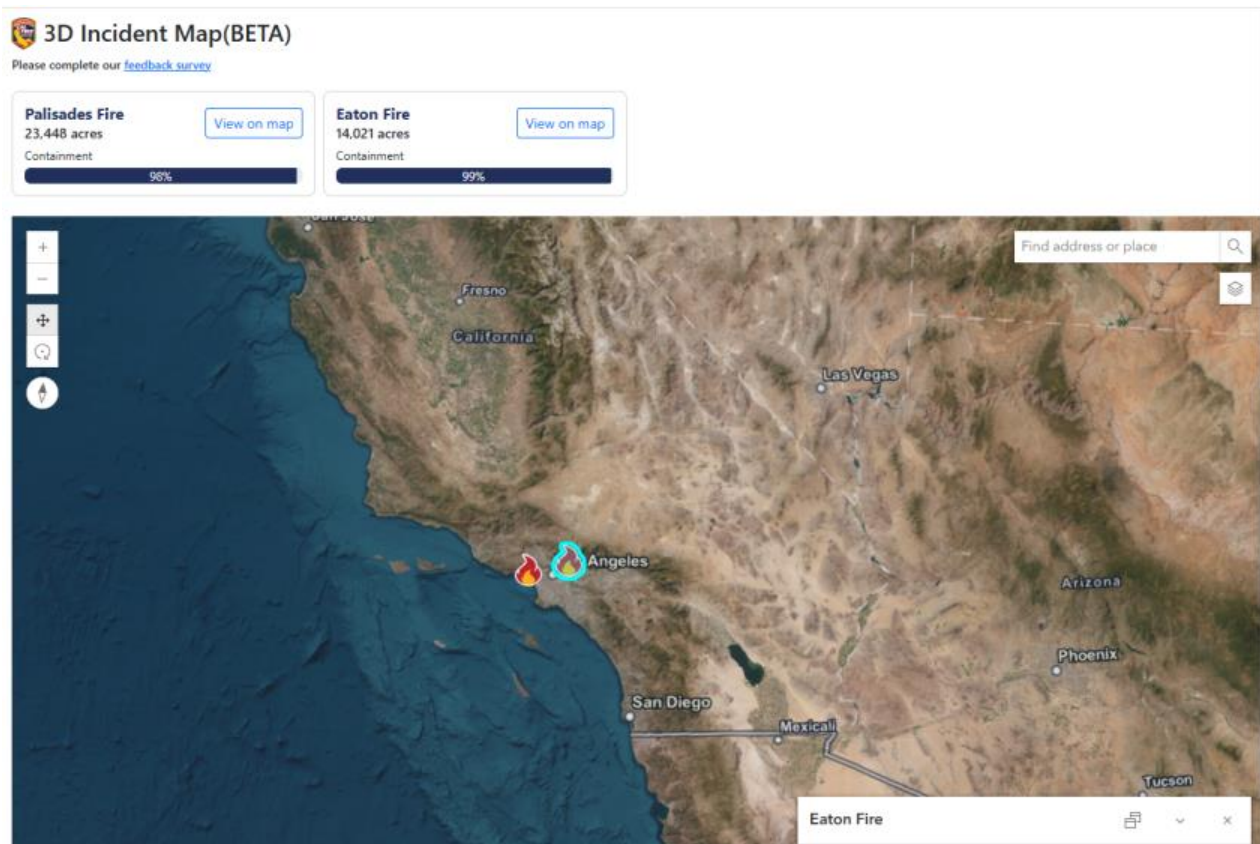 3D Incident Map(BETA)
Please complete our feedback survey
Palisades Fire
23,448 acres
View on map
Containment
98%
Eaton Fire
14,021 acres
View on map
Containment
99%
San Jose
Find address or place
Fresno
California
Las Vegas
Angeles
Arizona
Phoenix
San Diego
Mexicali
Tucson
Eaton Fire